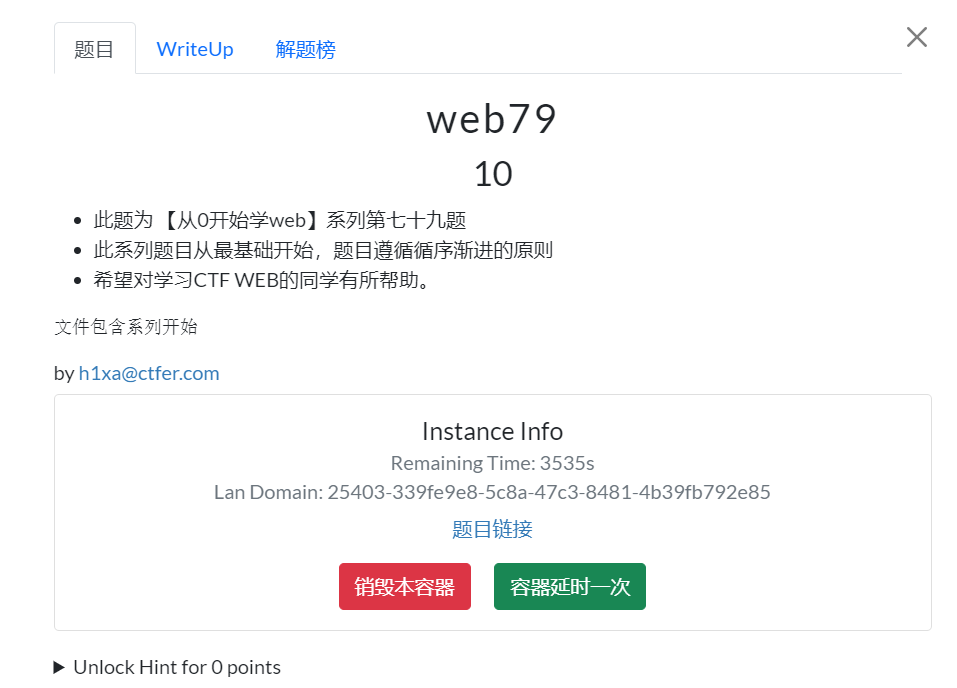 题目 WriteUp 解题榜
web79
10
此题为 【从0开始学web】系列第七十九题
此系列题目从最基础开始，题目遵循循序渐进的原则
希望对学习CTF WEB的同学有所帮助。
文件包含系列开始
by h1xa@ctfer.com
Instance Info
Remaining Time: 3535s
Lan Domain: 25403-339fe9e8-5c8a-47c3-8481-4b39fb792e85
题目链接
销毁本容器 容器延时一次
Unlock Hint for 0 points